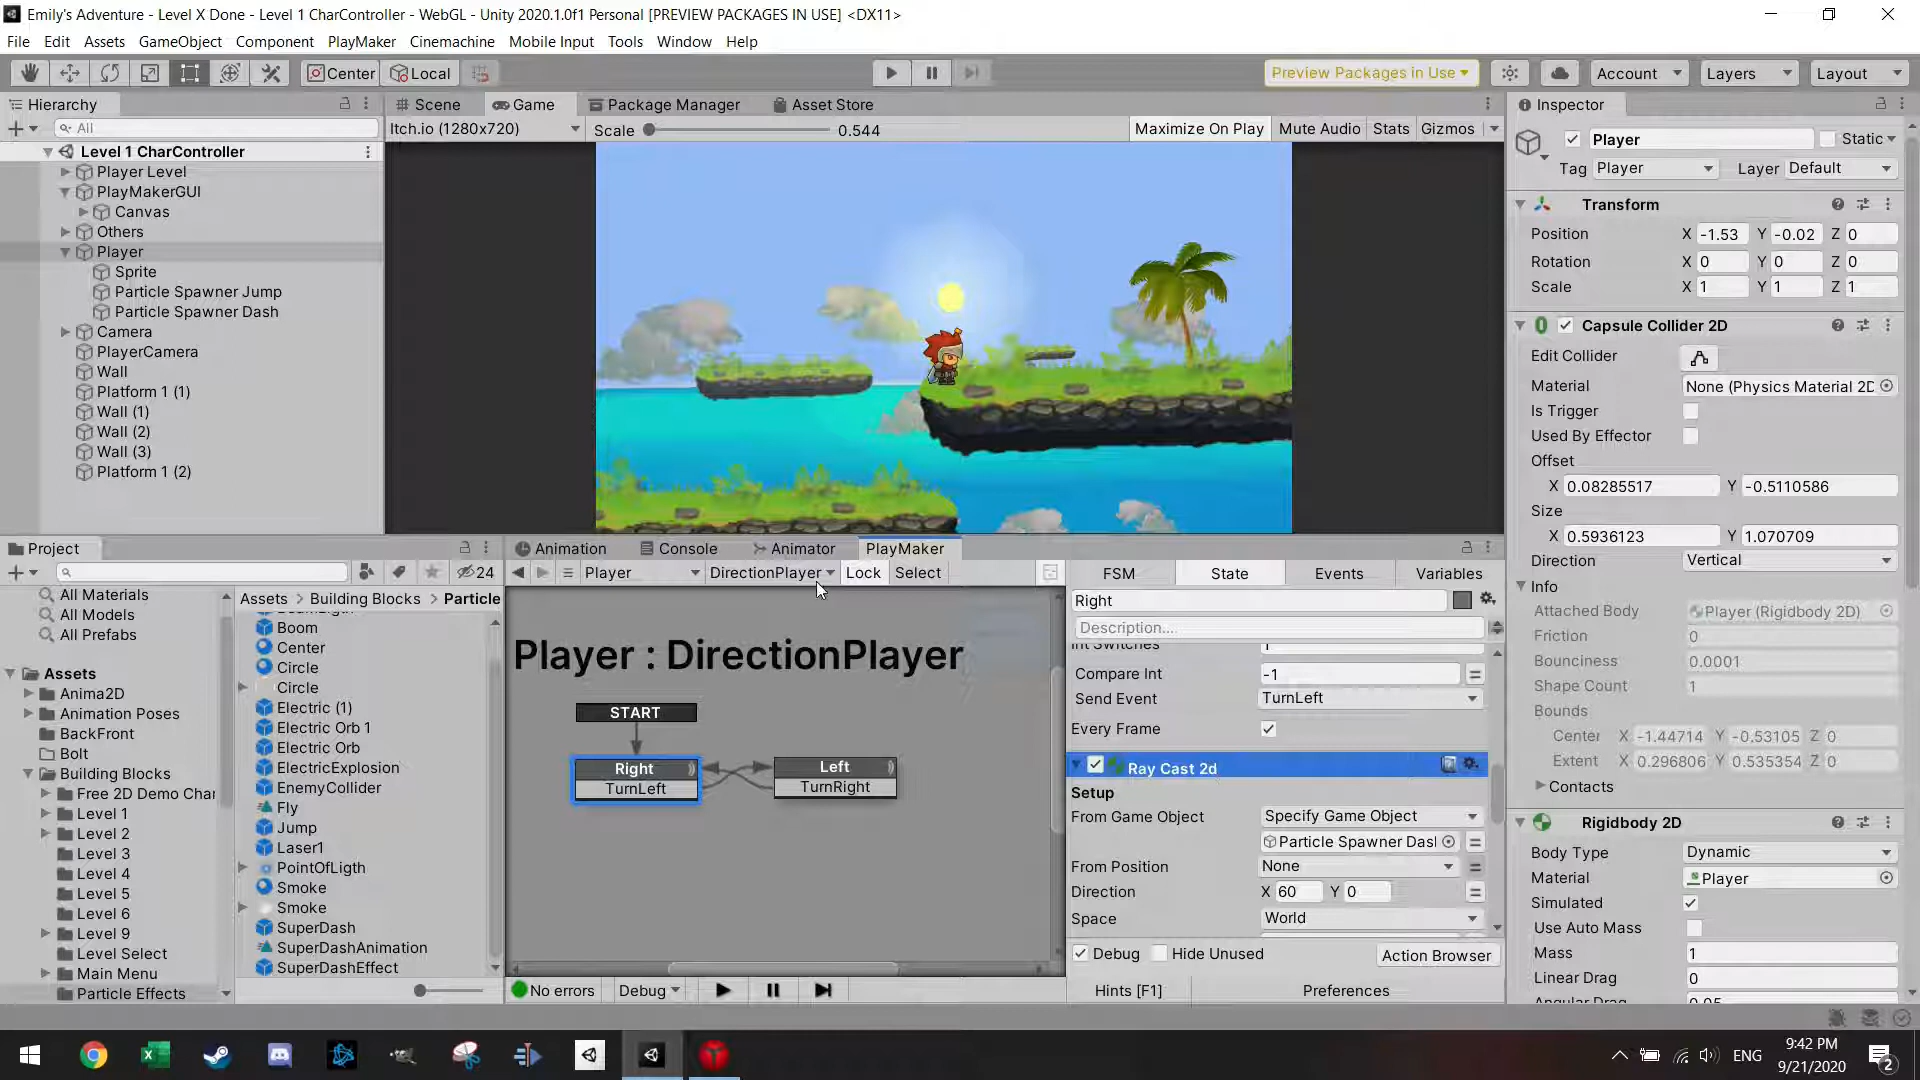 Emily's Adventure - Level X Done - Level 1 CharController - WebGL - Unity 2020.1.0f1 Personal [PREVIEW PACKAGES IN USE] <DX11>
File Edit Assets GameObject Component PlayMaker Cinemachine Mobile Input Tools Window Help
Center Local Preview Packages in Use Account Layers Layout
Hierarchy
All
Level 1 CharController
Player Level
PlayMakerGUI
Canvas
Others
Player
Sprite
Particle Spawner Jump
Particle Spawner Dash
Camera
PlayerCamera
Wall
Platform 1 (1)
Wall (1)
Wall (2)
Wall (3)
Platform 1 (2)
Scene Game Package Manager Asset Store
Itch.io (1280x720) Scale 0.544 Maximize On Play Mute Audio Stats Gizmos
Inspector
Player Static
Tag Player Layer Default
Transform
Position X -1.53 Y -0.02 Z 0
Rotation X 0 Y 0 Z 0
Scale X 1 Y 1 Z 1
Capsule Collider 2D
Edit Collider
Material None (Physics Material 2D
Is Trigger
Used By Effector
Offset
X 0.08285517 Y -0.5110586
Size
X 0.5936123 Y 1.070709
Direction Vertical
Info
Attached Body Player (Rigidbody 2D)
Friction 0
Bounciness 0.0001
Shape Count 1
Bounds
Center X -1.44714 Y -0.53105 Z 0
Extent X 0.296806 Y 0.535354 Z 0
Contacts
Rigidbody 2D
Body Type Dynamic
Material Player
Simulated
Use Auto Mass
Mass 1
Linear Drag 0
Angular Drag 0.05
Project
24
All Materials
All Models
All Prefabs
Assets
Anima2D
Animation Poses
BackFront
Bolt
Building Blocks
Free 2D Demo Char
Level 1
Level 2
Level 3
Level 4
Level 5
Level 6
Level 9
Level Select
Main Menu
Particle Effects
Assets > Building Blocks > Particle
Boom
Center
Circle
Circle
Electric (1)
Electric Orb 1
Electric Orb
ElectricExplosion
EnemyCollider
Fly
Jump
Laser1
PointOfLigth
Smoke
Smoke
SuperDash
SuperDashAnimation
SuperDashEffect
Animation Console Animator PlayMaker
Player DirectionPlayer Lock Select
Player : DirectionPlayer
START
Right
TurnLeft
Left
TurnRight
No errors Debug
FSM State Events Variables
Right
Description...
Int Switches 1
Compare Int -1
Send Event TurnLeft
Every Frame
Ray Cast 2d
Setup
From Game Object Specify Game Object
Particle Spawner Dasl
From Position None
Direction X 60 Y 0
Space World
Debug Hide Unused Action Browser
Hints [F1] Preferences
ENG
9:42 PM
9/21/2020
2